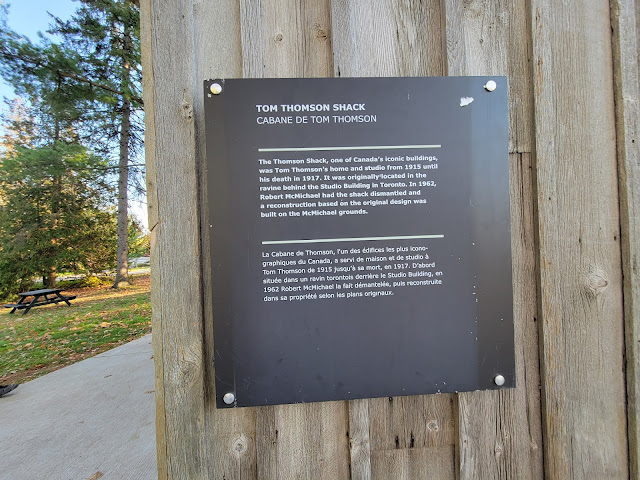 TOM THOMSON SHACK
CABANE DE TOM THOMSON
The Thomson Shack, one of Canada's iconic buildings,
was Tom Thomson's home and studio from 1915 until
his death in 1917. It was originally located in the
ravine behind the Studio Building in Toronto. In 1962,
Robert McMichael had the shack dismantled and
a reconstruction based on the original design was
built on the McMichael grounds.
La Cabane de Thomson, l'un des édifices les plus icono-
graphiques du Canada, a servi de maison et de studio à
Tom Thomson de 1915 jusqu'à sa mort, en 1917. D'abord
située dans un ravin torontois derrière le Studio Building, en
1962 Robert McMichael la fait démantelée, puis reconstruite
dans sa propriété selon les plans originaux.